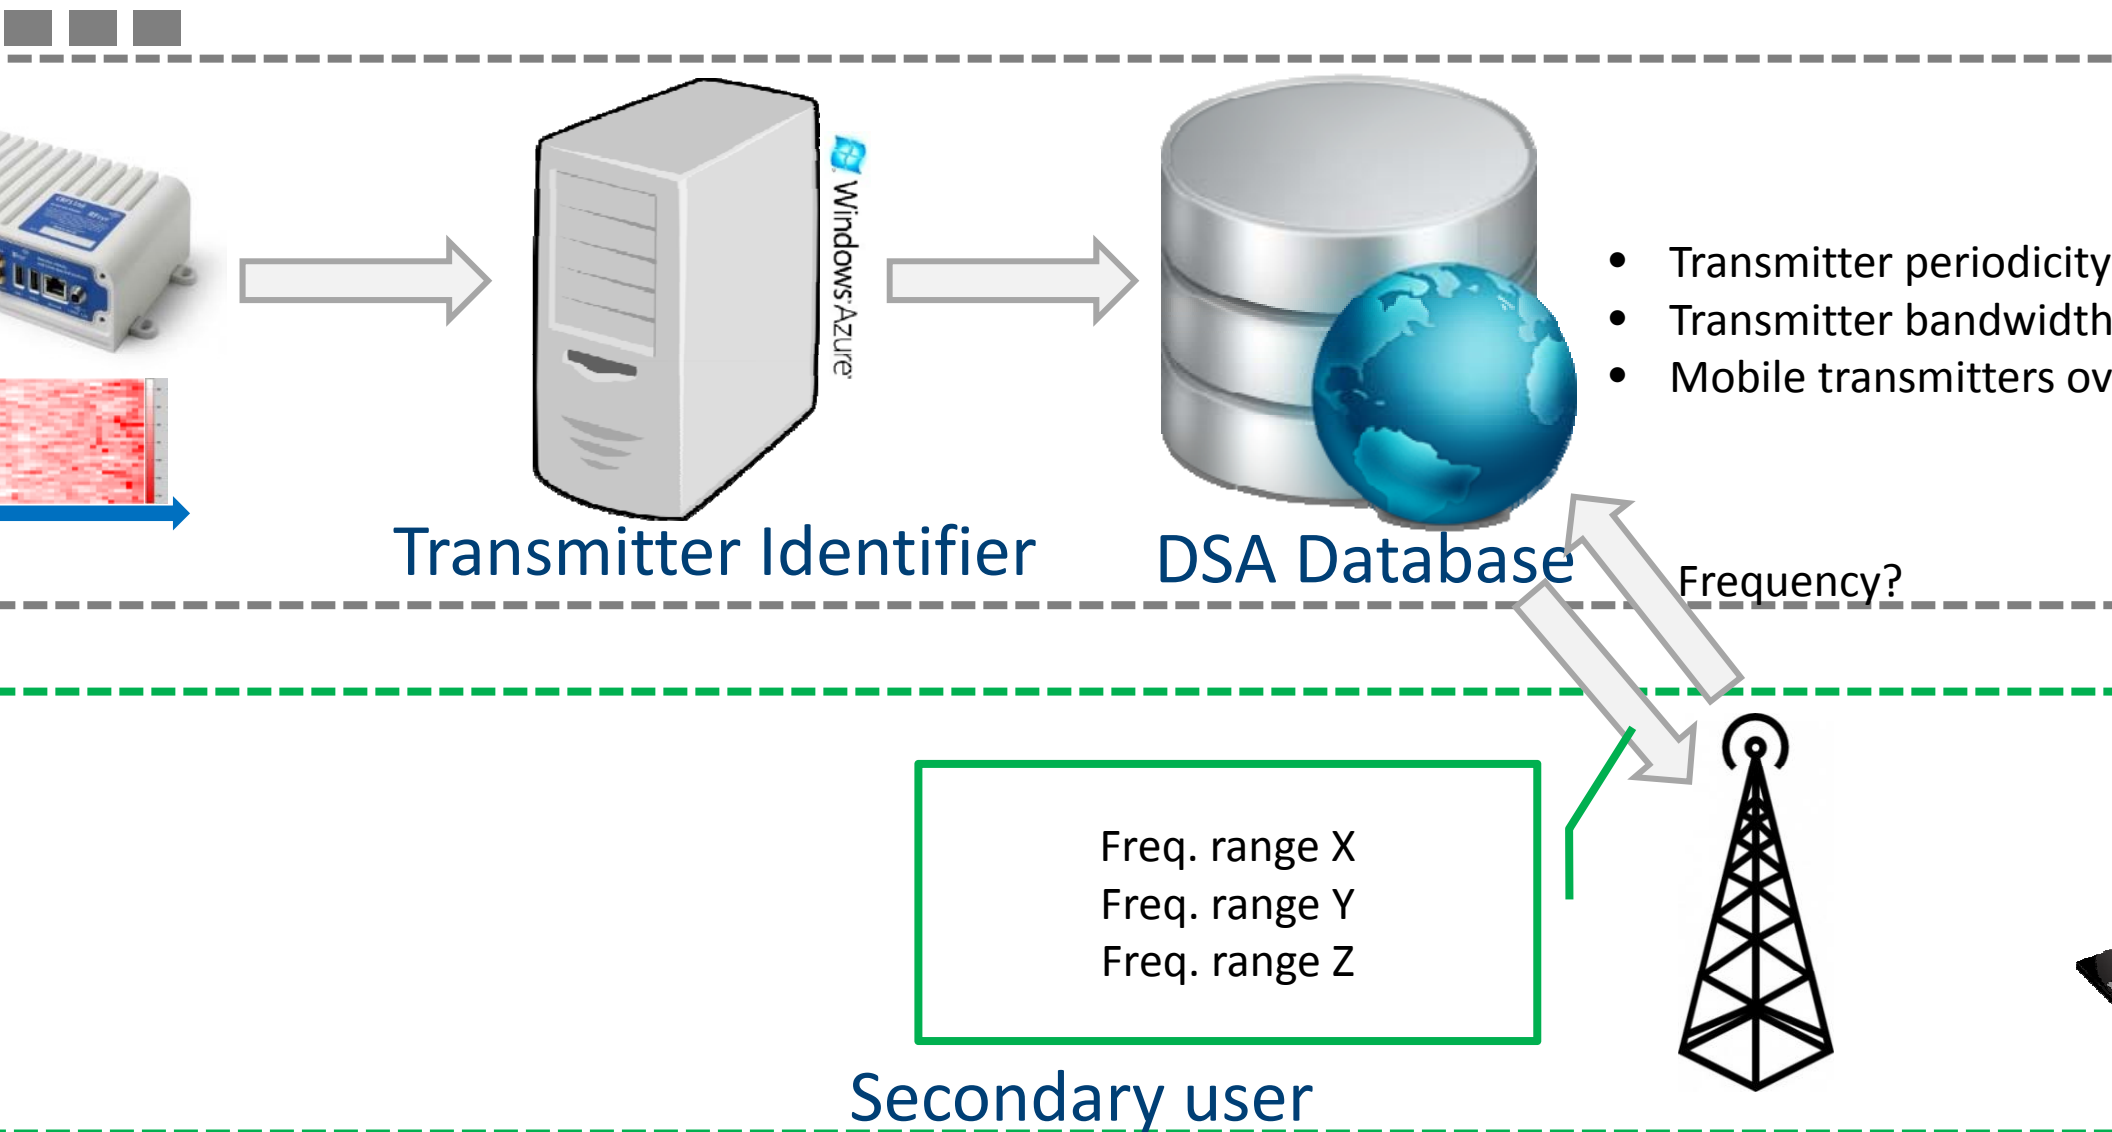 Windows Azure
• Transmitter periodicity
• Transmitter bandwidth
• Mobile transmitters ov
Transmitter Identifier
DSA Database
Frequency?
Freq. range X
Freq. range Y
Freq. range Z
Secondary user